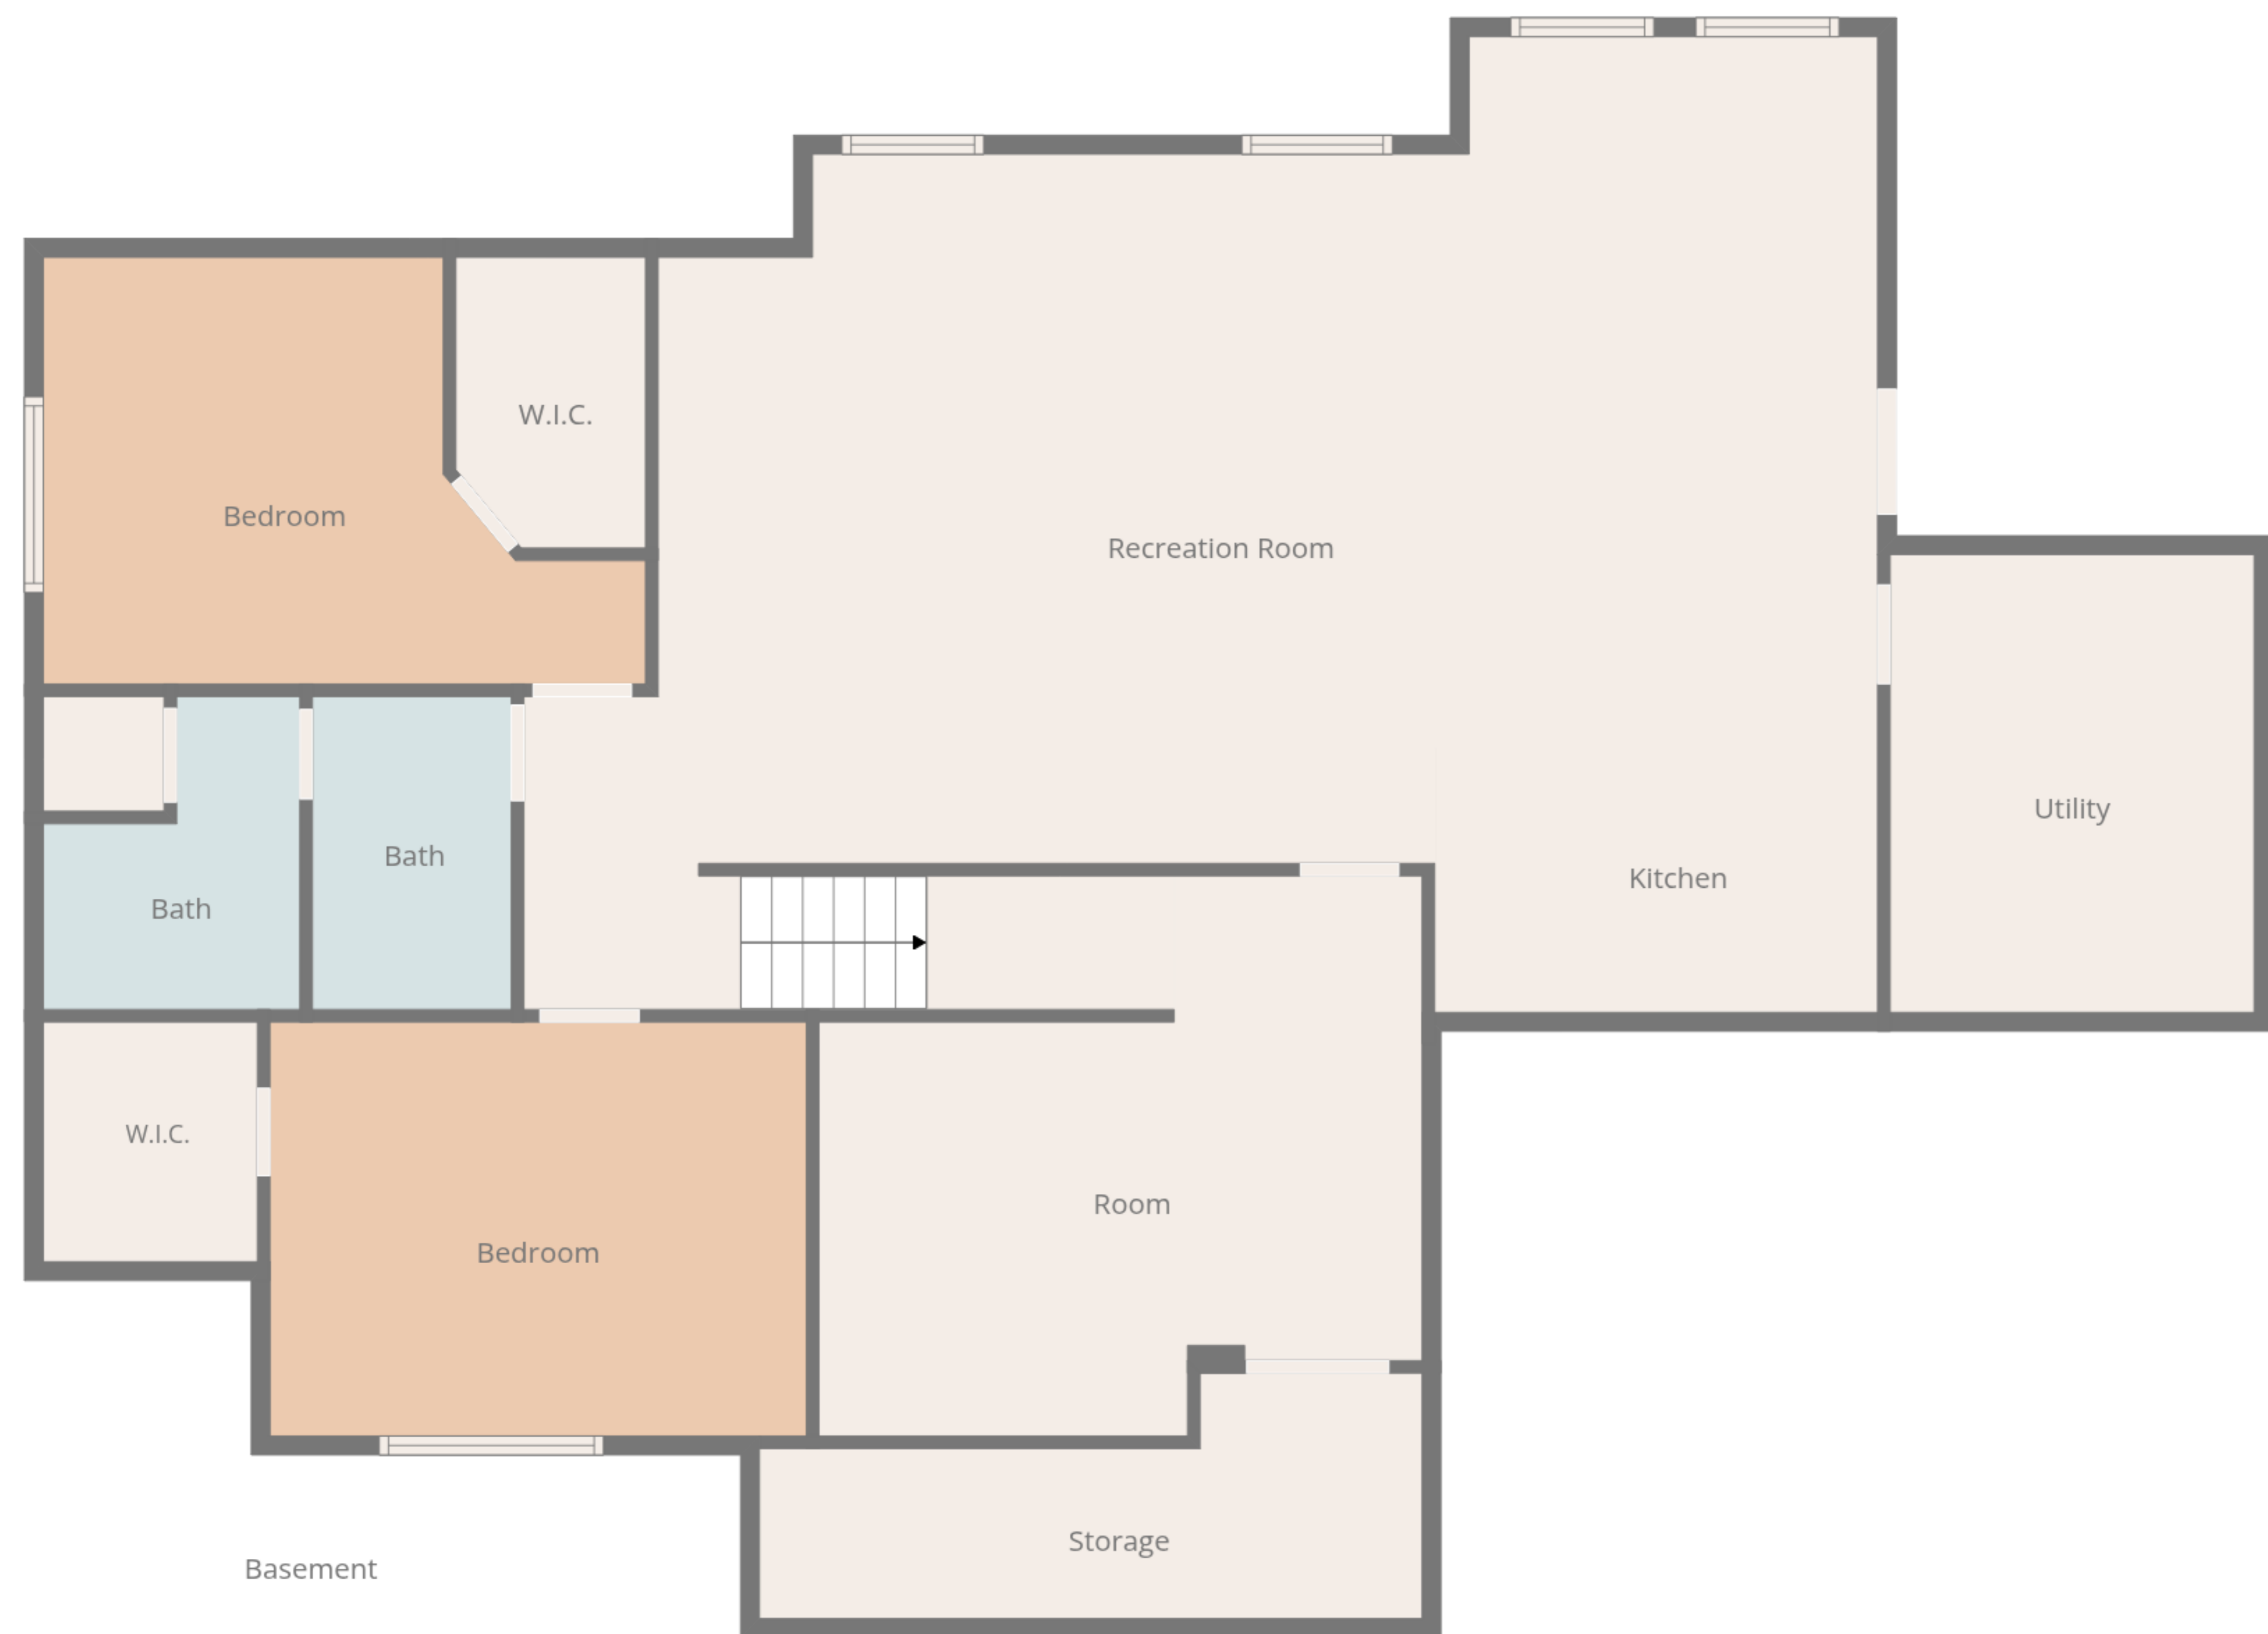 W.I.C.
Bedroom
Recreation Room
Utility
Bath
Kitchen
Bath
W.I.C.
Room
Bedroom
Storage
Basement